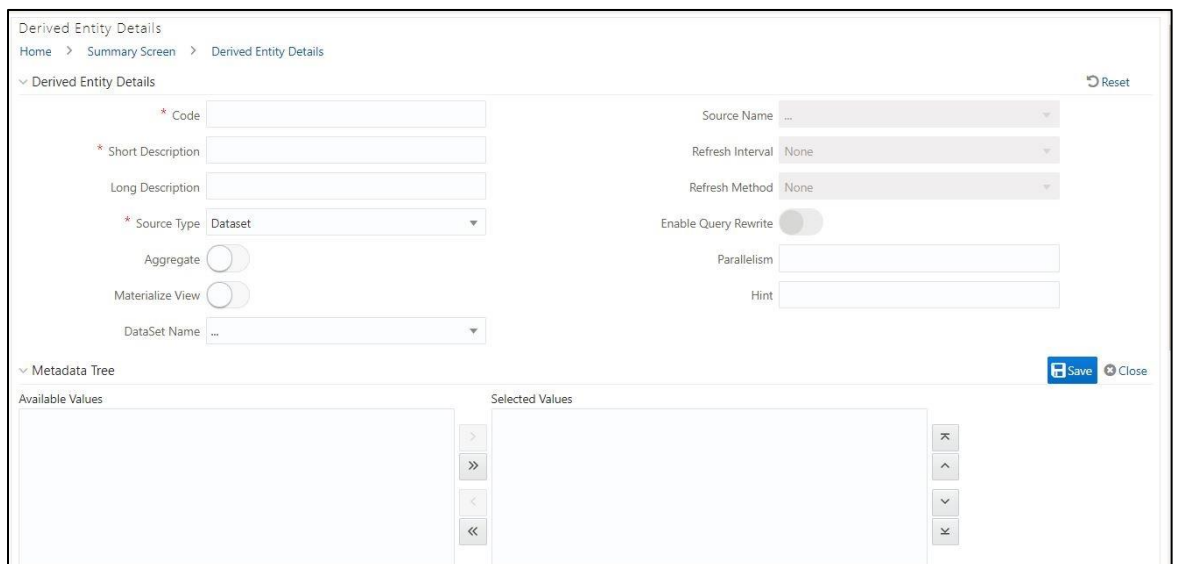 Derived Entity Details
Home > Summary Screen > Derived Entity Details
Derived Entity Details
Reset
* Code
Source Name ...
* Short Description
Refresh Interval None
Long Description
Refresh Method None
* Source Type Dataset
Enable Query Rewrite
Aggregate
Parallelism
Materialize View
Hint
DataSet Name ...
Metadata Tree
Save Close
Available Values
Selected Values